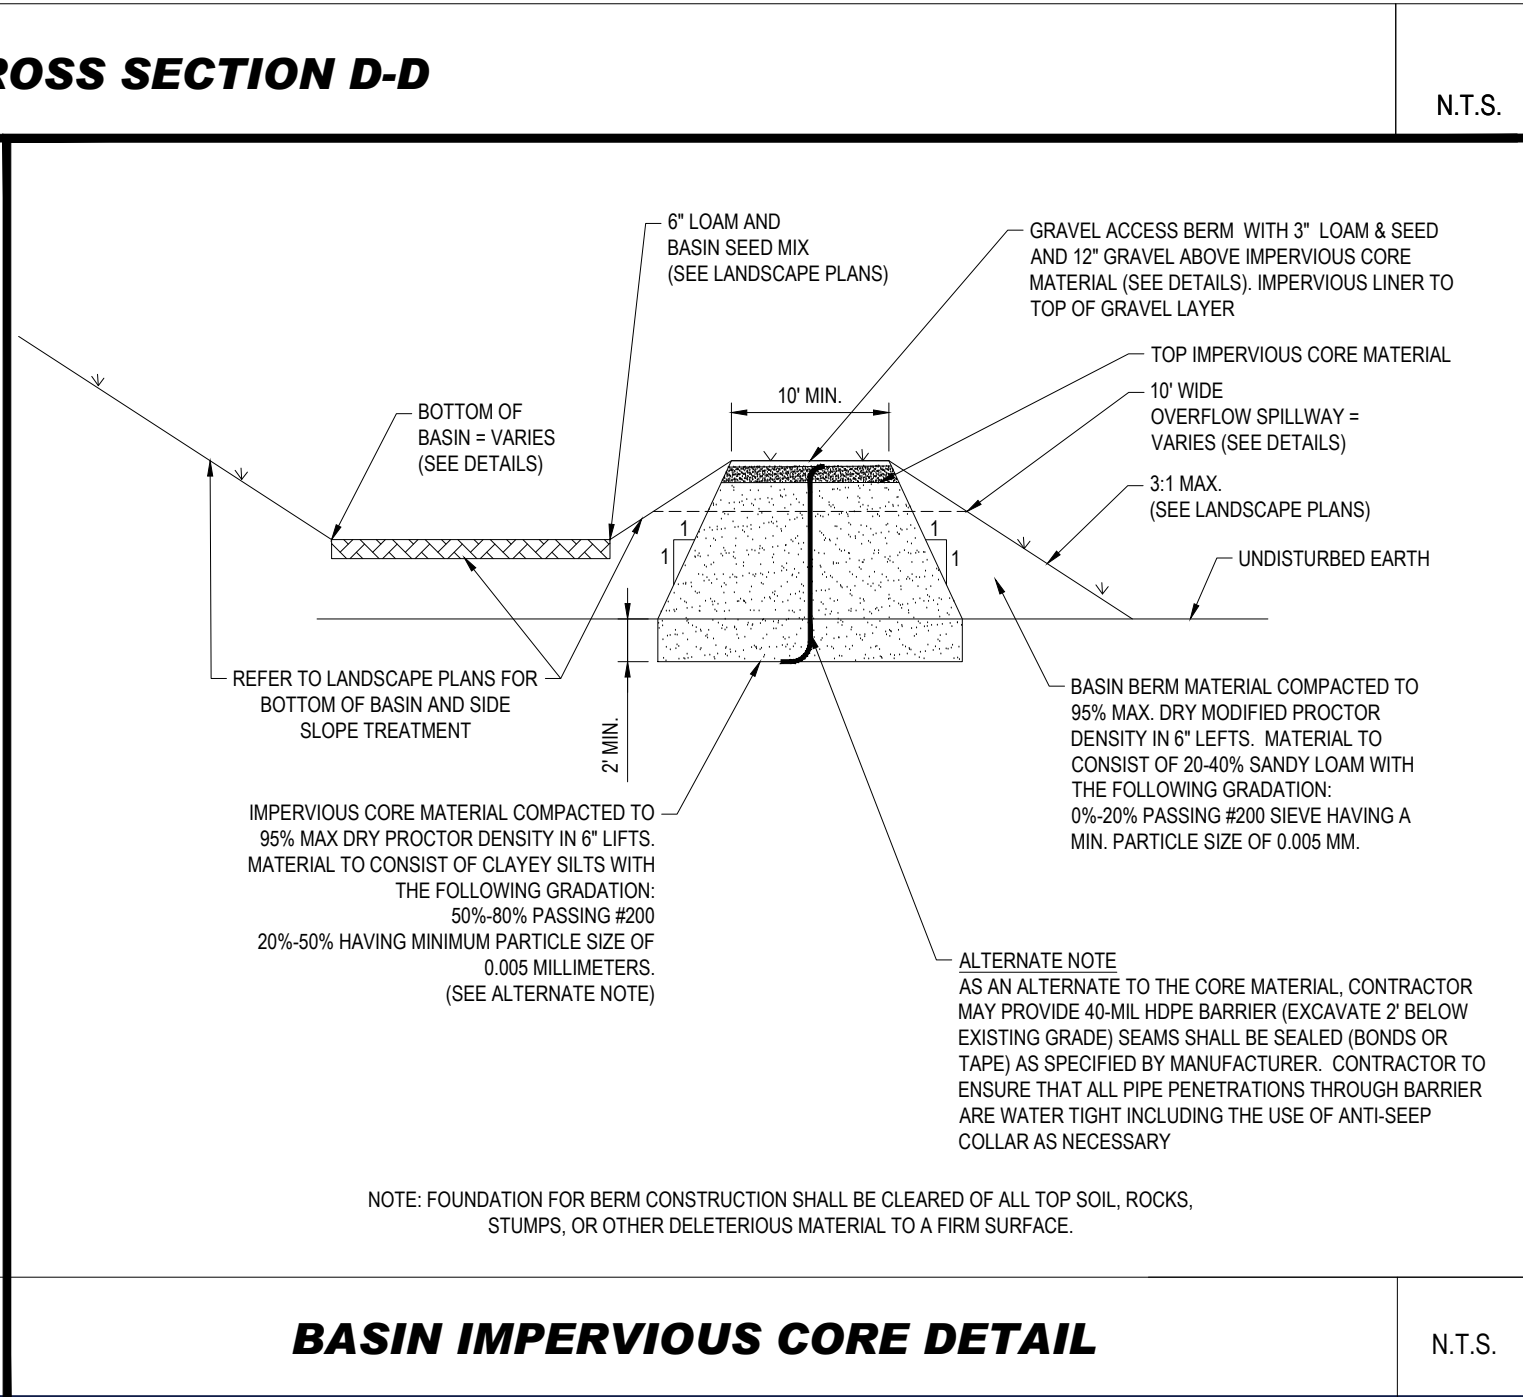 ROSS SECTION D-D
N.T.S.
6" LOAM AND
BASIN SEED MIX
(SEE LANDSCAPE PLANS)
GRAVEL ACCESS BERM WITH 3" LOAM & SEED
AND 12" GRAVEL ABOVE IMPERVIOUS CORE
MATERIAL (SEE DETAILS). IMPERVIOUS LINER TO
TOP OF GRAVEL LAYER
TOP IMPERVIOUS CORE MATERIAL
10' MIN.
10' WIDE
OVERFLOW SPILLWAY =
VARIES (SEE DETAILS)
BOTTOM OF
BASIN = VARIES
(SEE DETAILS)
3:1 MAX.
(SEE LANDSCAPE PLANS)
1
1
1
1
UNDISTURBED EARTH
REFER TO LANDSCAPE PLANS FOR
BOTTOM OF BASIN AND SIDE
SLOPE TREATMENT
2' MIN.
BASIN BERM MATERIAL COMPACTED TO
95% MAX. DRY MODIFIED PROCTOR
DENSITY IN 6" LEFTS. MATERIAL TO
CONSIST OF 20-40% SANDY LOAM WITH
THE FOLLOWING GRADATION:
0%-20% PASSING #200 SIEVE HAVING A
MIN. PARTICLE SIZE OF 0.005 MM.
IMPERVIOUS CORE MATERIAL COMPACTED TO
95% MAX DRY PROCTOR DENSITY IN 6" LIFTS.
MATERIAL TO CONSIST OF CLAYEY SILTS WITH
THE FOLLOWING GRADATION:
50%-80% PASSING #200
20%-50% HAVING MINIMUM PARTICLE SIZE OF
0.005 MILLIMETERS.
(SEE ALTERNATE NOTE)
ALTERNATE NOTE
AS AN ALTERNATE TO THE CORE MATERIAL, CONTRACTOR
MAY PROVIDE 40-MIL HDPE BARRIER (EXCAVATE 2' BELOW
EXISTING GRADE) SEAMS SHALL BE SEALED (BONDS OR
TAPE) AS SPECIFIED BY MANUFACTURER. CONTRACTOR TO
ENSURE THAT ALL PIPE PENETRATIONS THROUGH BARRIER
ARE WATER TIGHT INCLUDING THE USE OF ANTI-SEEP
COLLAR AS NECESSARY
NOTE: FOUNDATION FOR BERM CONSTRUCTION SHALL BE CLEARED OF ALL TOP SOIL, ROCKS,
STUMPS, OR OTHER DELETERIOUS MATERIAL TO A FIRM SURFACE.
BASIN IMPERVIOUS CORE DETAIL
N.T.S.